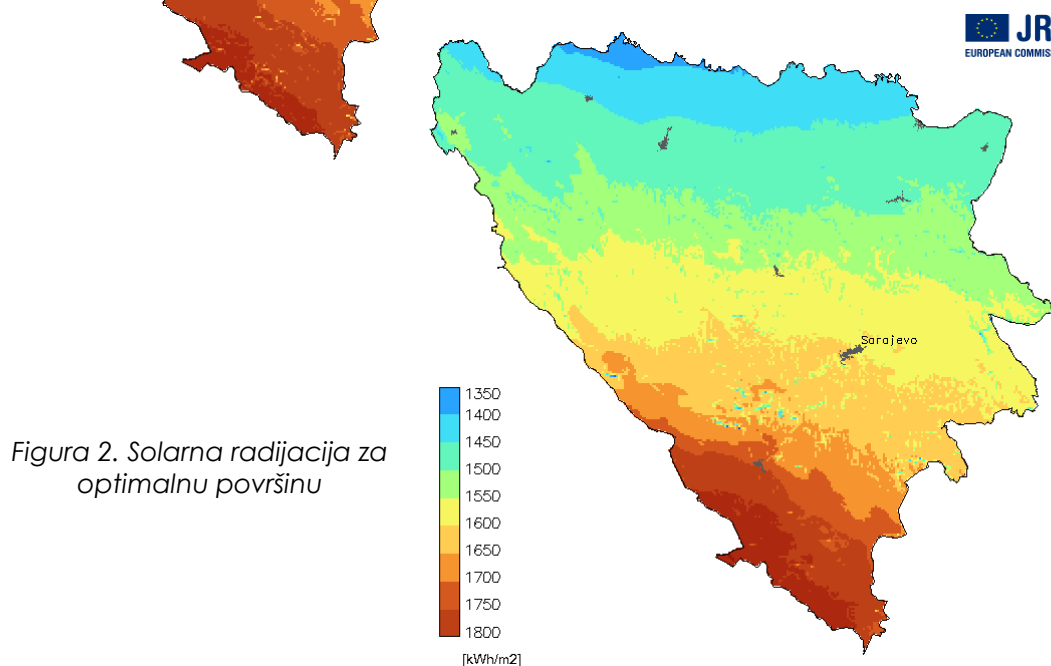 JR
EUROPEAN COMMIS
Sarajevo
1350
1400
1450
1500
1550
1600
1650
1700
1750
1800
[kWh/m2]
Figura 2. Solarna radijacija za
optimalnu površinu